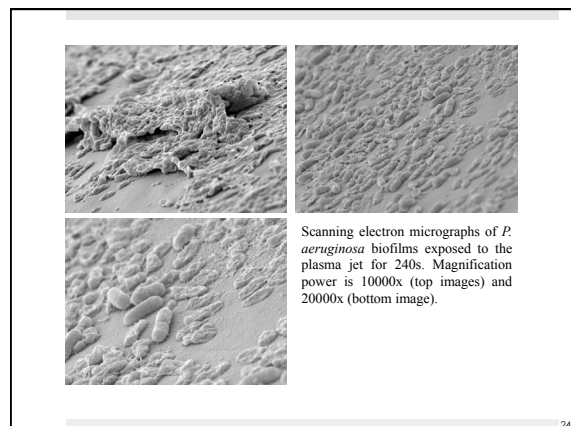 Scanning electron micrographs of P.
aeruginosa biofilms exposed to the
plasma jet for 240s. Magnification
power is 10000x (top images) and
20000x (bottom image).
24